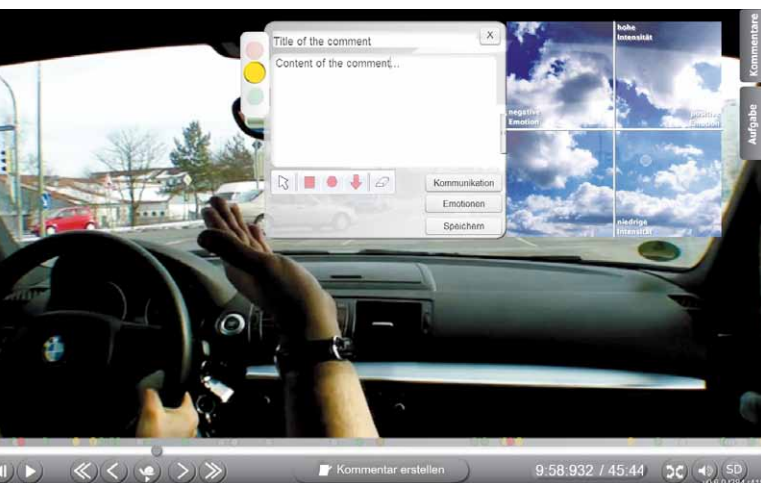 Title of the comment
X
Content of the comment...
hohe
Intensität
negative
Emotion
positive
Emotion
niedrige
Intensität
Kommunikation
Emotionen
Speichern
Kommentare
Aufgabe
Kommentar erstellen
9:58:932 / 45:44
SD